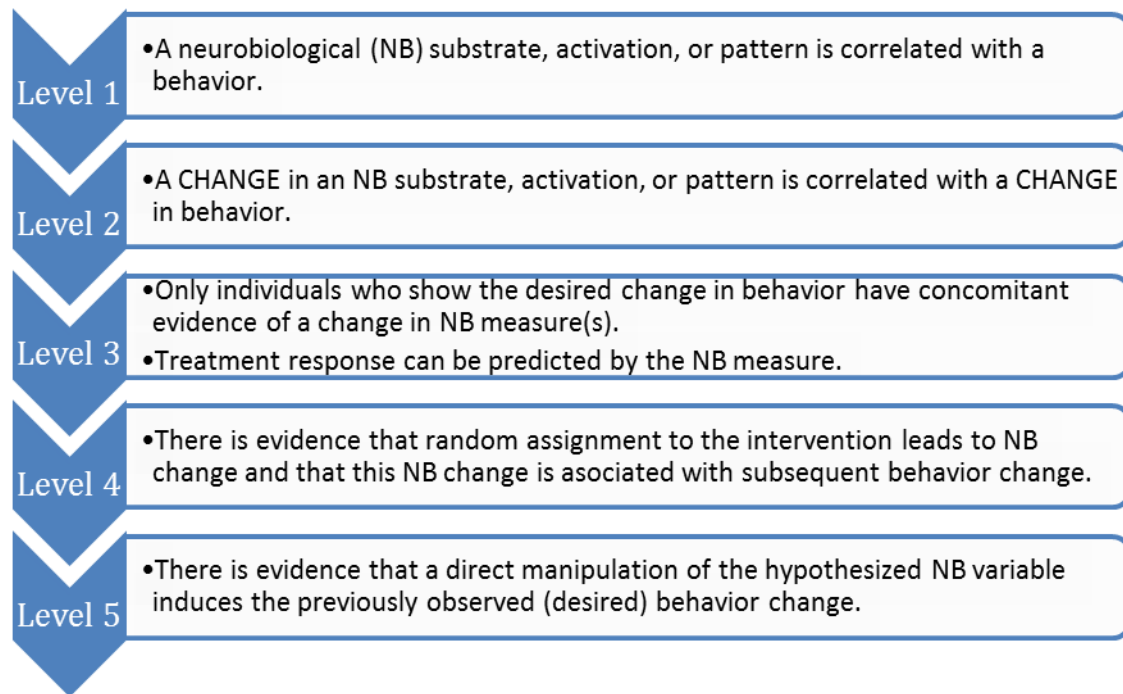 Level 1
•A neurobiological (NB) substrate, activation, or pattern is correlated with a
behavior.
Level 2
•A CHANGE in an NB substrate, activation, or pattern is correlated with a CHANGE
in behavior.
Level 3
•Only individuals who show the desired change in behavior have concomitant
evidence of a change in NB measure(s).
•Treatment response can be predicted by the NB measure.
Level 4
•There is evidence that random assignment to the intervention leads to NB
change and that this NB change is asociated with subsequent behavior change.
Level 5
•There is evidence that a direct manipulation of the hypothesized NB variable
induces the previously observed (desired) behavior change.